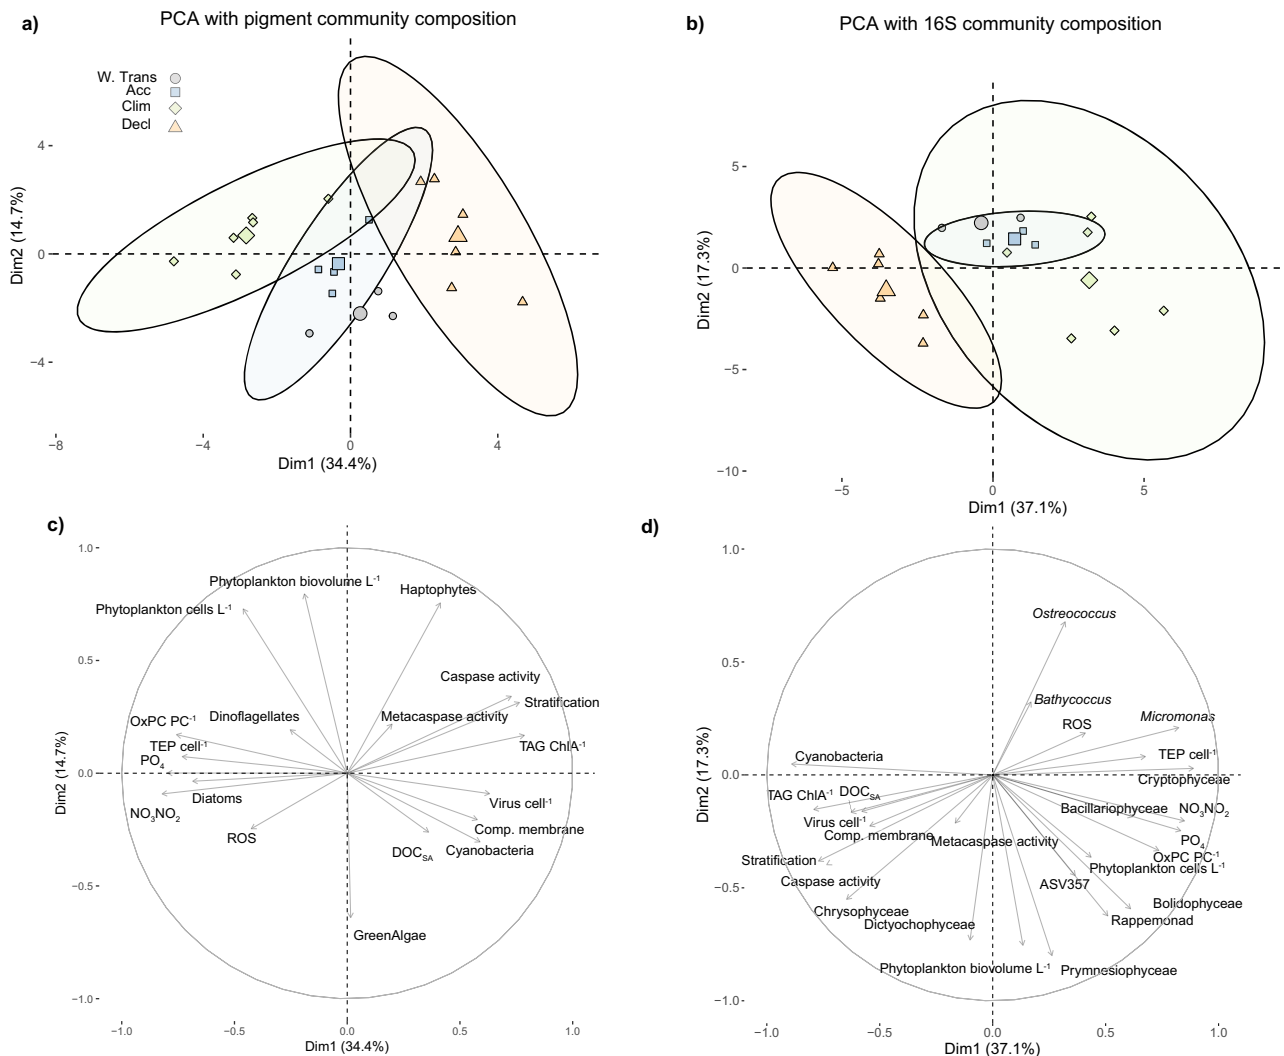 a)
PCA with pigment community composition
W. Trans
Acc
Clim
Decl
4
0
−4
Dim2 (14.7%)
−8
−4
0
4
Dim1 (34.4%)
b)
PCA with 16S community composition
5
0
−5
−10
Dim2 (17.3%)
−5
0
5
Dim1 (37.1%)
c)
1.0
0.5
0.0
−0.5
−1.0
Dim2 (14.7%)
Phytoplankton biovolume L⁻¹
Haptophytes
Phytoplankton cells L⁻¹
Caspase activity
Stratification
OxPC PC⁻¹
Dinoflagellates
Metacaspase activity
TEP cell⁻¹
TAG ChlA⁻¹
PO₄
Diatoms
Virus cell⁻¹
NO₃NO₂
Comp. membrane
ROS
DOC_SA
Cyanobacteria
GreenAlgae
−1.0
−0.5
0.0
0.5
1.0
Dim1 (34.4%)
d)
1.0
0.5
0.0
−0.5
−1.0
Dim2 (17.3%)
Ostreococcus
Bathycoccus
ROS
Micromonas
Cyanobacteria
TEP cell⁻¹
Cryptophyceae
TAG ChlA⁻¹
DOC_SA
Bacillariophyceae
NO₃NO₂
Virus cell⁻¹
Comp. membrane
Metacaspase activity
PO₄
Stratification
OxPC PC⁻¹
Phytoplankton cells L⁻¹
Caspase activity
ASV357
Chrysophyceae
Bolidophyceae
Dictyochophyceae
Rappemonad
Phytoplankton biovolume L⁻¹
Prymnesiophyceae
−1.0
−0.5
0.0
0.5
1.0
Dim1 (37.1%)